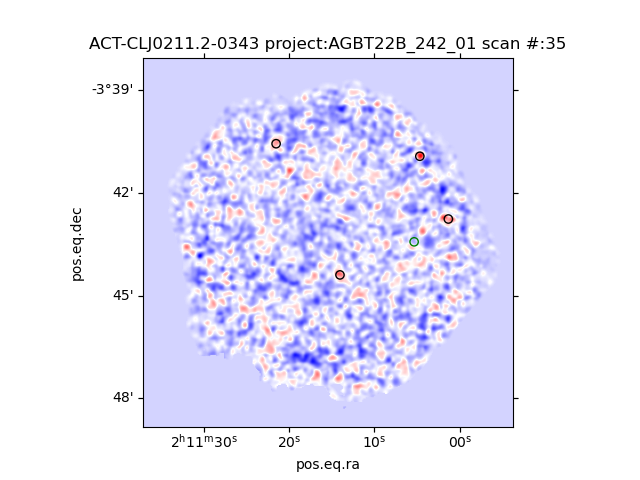 ACT-CLJ0211.2-0343 project:AGBT22B_242_01 scan #:35
-3°39'
42'
45'
48'
pos.eq.dec
2ʰ11ᵐ30ˢ 20ˢ 10ˢ 00ˢ
pos.eq.ra